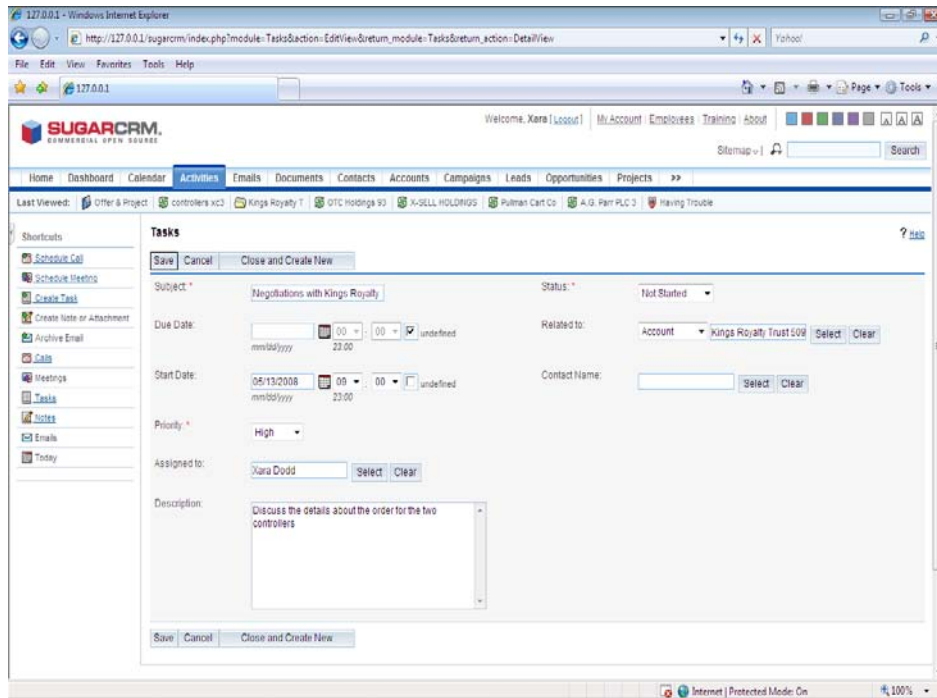 127.0.0.1 - Windows Internet Explorer
http://127.0.0.1/sugarcrm/index.php?module=Tasks&action=EditView&return_module=Tasks&return_action=DetailView
Yahoo!
File Edit View Favorites Tools Help
127.0.0.1
Page Tools
SUGARCRM.
COMMERCIAL OPEN SOURCE
Welcome, Xara [ Logout ] My Account Employees Training About A A A
Sitemap Search
Home Dashboard Calendar Activities Emails Documents Contacts Accounts Campaigns Leads Opportunities Projects >>
Last Viewed: Offer & Project controllers xc3 Kings Royalty T OTC Holdings 93 X-SELL HOLDINGS Pullman Cart Co A.G. Parr PLC 3 Having Trouble
Shortcuts
Schedule Call
Schedule Meeting
Create Task
Create Note or Attachment
Archive Email
Calls
Meetings
Tasks
Notes
Emails
Today
Tasks
? Help
Save Cancel Close and Create New
Subject: * Negotiations with Kings Royalty Status: * Not Started
Due Date: 00 : 00 undefined Related to: Account Kings Royalty Trust 509 Select Clear
mm/dd/yyyy 23:00
Start Date: 05/13/2008 09 : 00 undefined Contact Name: Select Clear
mm/dd/yyyy 23:00
Priority: * High
Assigned to: Xara Dodd Select Clear
Description: Discuss the details about the order for the two
controllers
Save Cancel Close and Create New
Internet | Protected Mode: On 100%